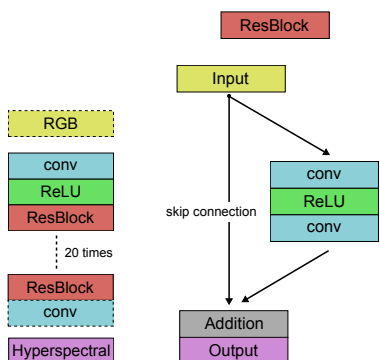 ResBlock
Input
RGB
conv
ReLU
ResBlock
20 times
ResBlock
conv
Hyperspectral
skip connection
conv
ReLU
conv
Addition
Output